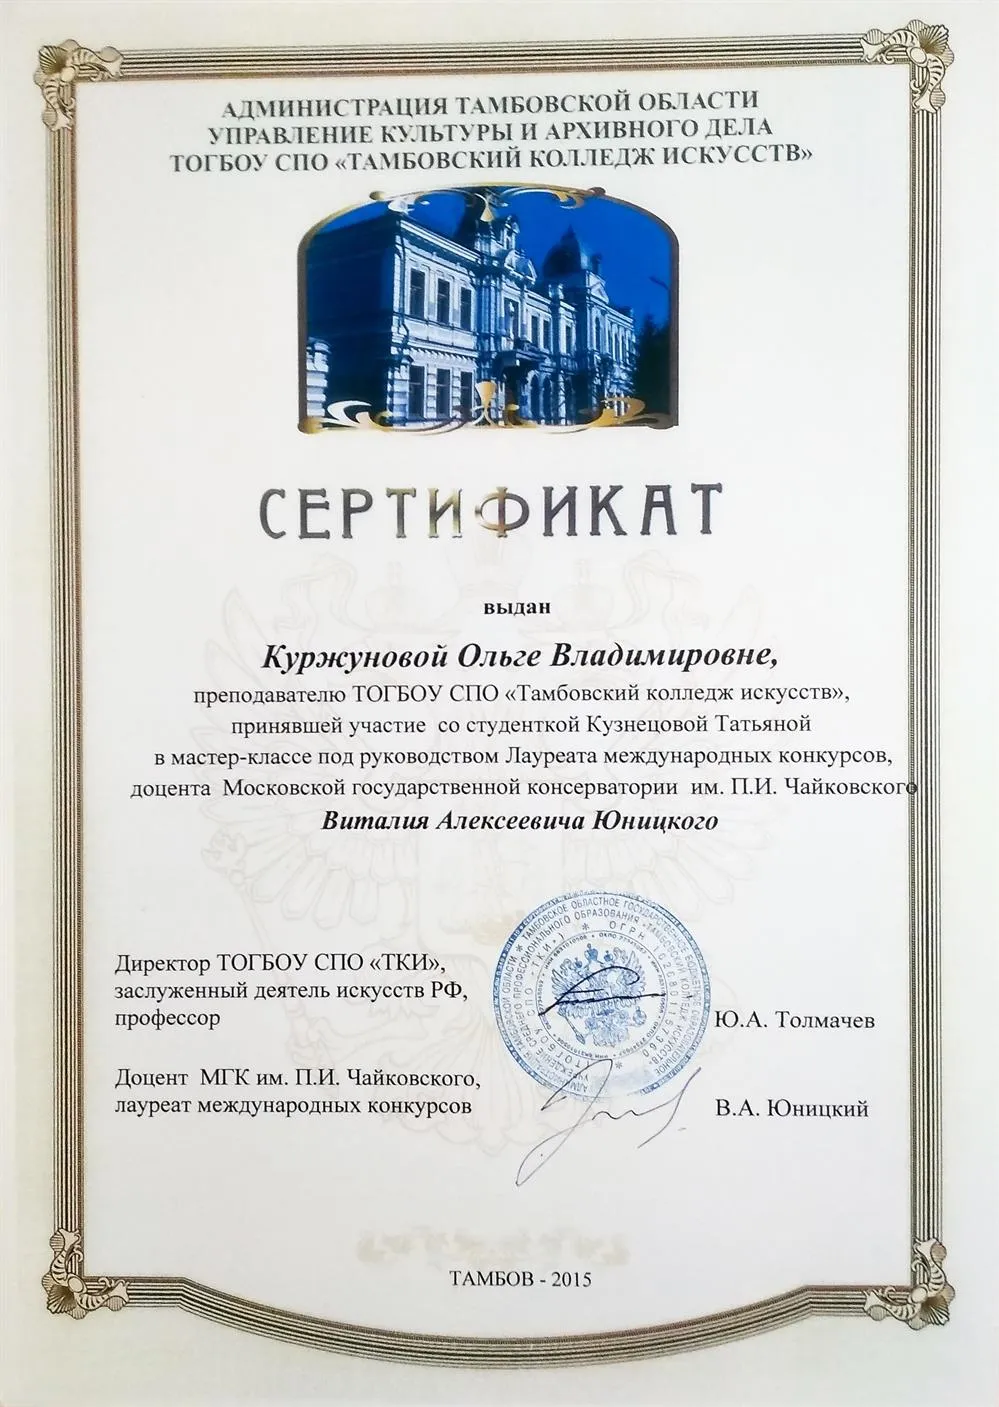 АДМИНИСТРАЦИЯ ТАМБОВСКОЙ ОБЛАСТИ
УПРАВЛЕНИЕ КУЛЬТУРЫ И АРХИВНОГО ДЕЛА
ТОГБОУ СПО «ТАМБОВСКИЙ КОЛЛЕДЖ ИСКУССТВ»
СЕРТИФИКАТ
выдан
Куржуновой Ольге Владимировне,
преподавателю ТОГБОУ СПО «Тамбовский колледж искусств»,
принявшей участие со студенткой Кузнецовой Татьяной
в мастер-классе под руководством Лауреата международных конкурсов,
доцента Московской государственной консерватории им. П.И. Чайковского
Виталия Алексеевича Юницкого
Директор ТОГБОУ СПО «ТКИ»,
заслуженный деятель искусств РФ,
профессор
Ю.А. Толмачев
Доцент МГК им. П.И. Чайковского,
лауреат международных конкурсов
В.А. Юницкий
ТАМБОВ - 2015